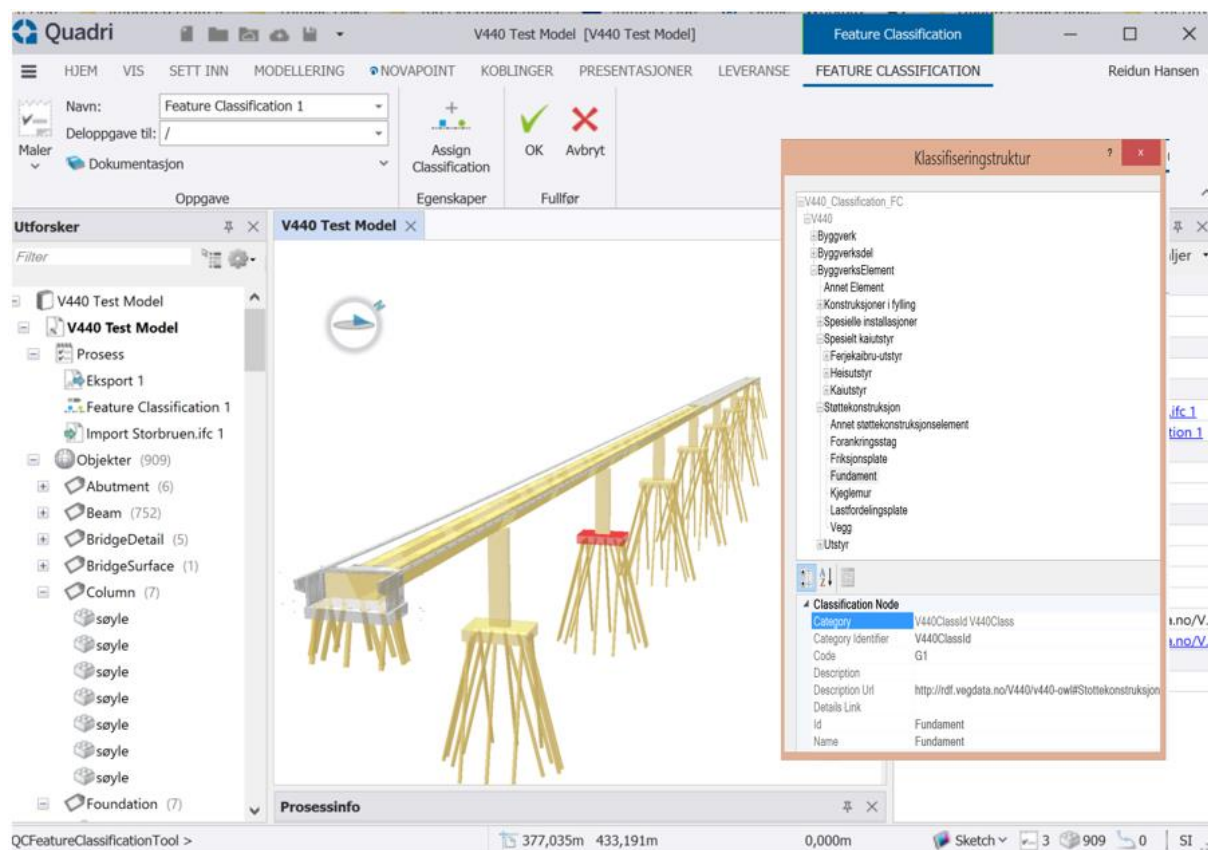 Quadri
V440 Test Model [V440 Test Model]
Feature Classification
HJEM VIS SETT INN MODELLERING NOVAPOINT KOBLINGER PRESENTASJONER LEVERANSE FEATURE CLASSIFICATION Reidun Hansen
Maler
Navn: Feature Classification 1
Deloppgave til: /
Dokumentasjon
Oppgave
Assign Classification
Egenskaper
OK Avbryt
Fullfør
Utforsker
Filter
V440 Test Model
V440 Test Model
Prosess
Eksport 1
Feature Classification 1
Import Storbruen.ifc 1
Objekter (909)
Abutment (6)
Beam (752)
BridgeDetail (5)
BridgeSurface (1)
Column (7)
søyle
søyle
søyle
søyle
søyle
søyle
søyle
Foundation (7)
V440 Test Model
Prosessinfo
Klassifiseringstruktur
V440_Classification_FC
V440
Byggverk
Byggverksdel
ByggverksElement
Annet Element
Konstruksjoner i fylling
Spesielle installasjoner
Spesielt kaiutstyr
Ferjekaibru-utstyr
Heisutstyr
Kaiutstyr
Støttekonstruksjon
Annet støttekonstruksjonselement
Forankringsstag
Friksjonsplate
Fundament
Kjeglemur
Lastfordelingsplate
Vegg
Utstyr
Classification Node
Category V440ClassId V440Class
Category Identifier V440ClassId
Code G1
Description
Description Url http://rdf.vegdata.no/V440/v440-owl#Stottekonstruksjon
Details Link
Id Fundament
Name Fundament
ljer
.ifc 1
tion 1
a.no/V.
a.no/V.
QCFeatureClassificationTool >
377,035m 433,191m
0,000m
Sketch 3 909 0 SI